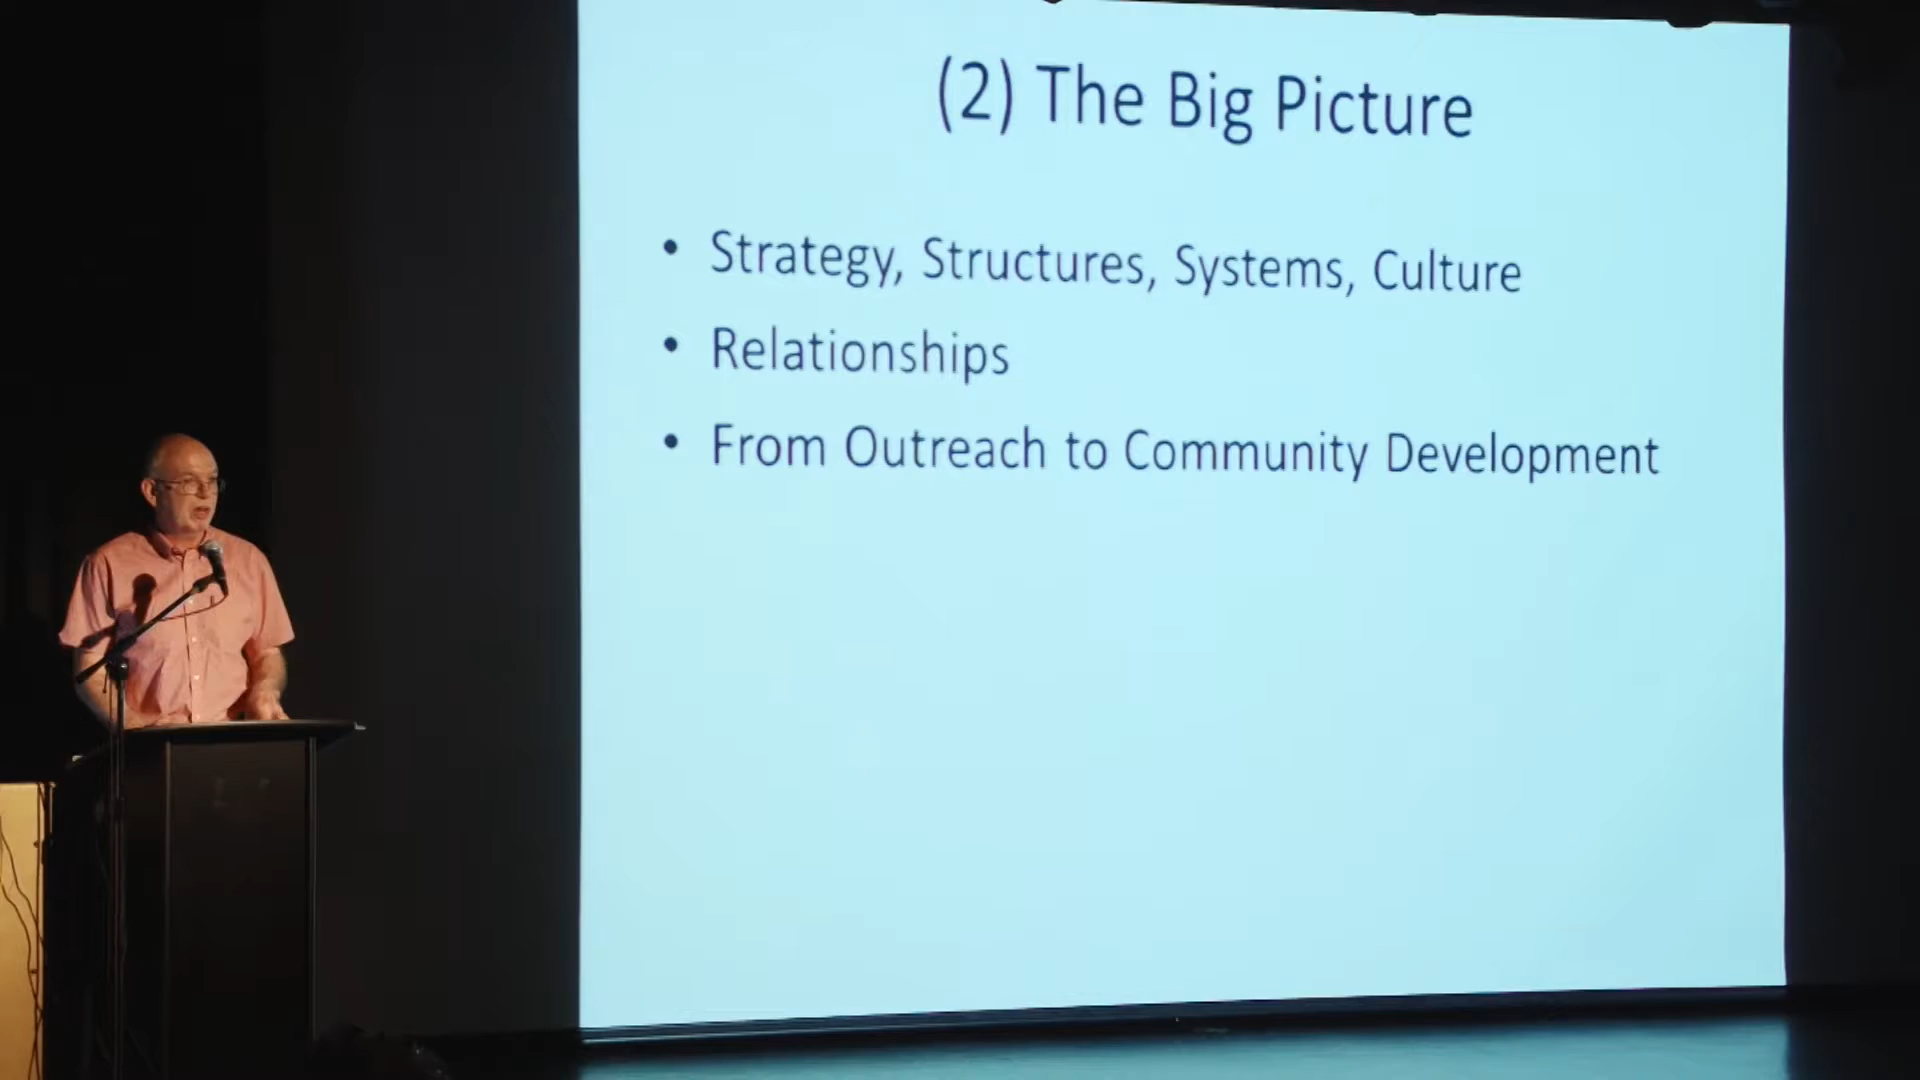 (2) The Big Picture
• Strategy, Structures, Systems, Culture
• Relationships
• From Outreach to Community Development